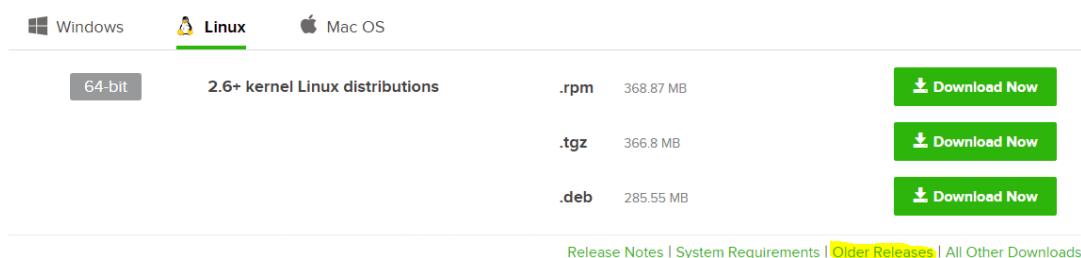 Windows Linux Mac OS
64-bit 2.6+ kernel Linux distributions .rpm 368.87 MB Download Now
.tgz 366.8 MB Download Now
.deb 285.55 MB Download Now
Release Notes | System Requirements | Older Releases | All Other Downloads